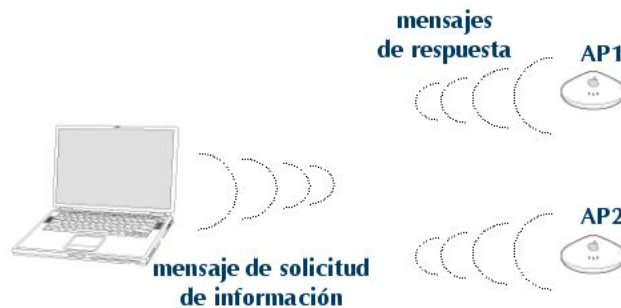 mensajes
de respuesta
AP1
AP2
mensaje de solicitud
de información